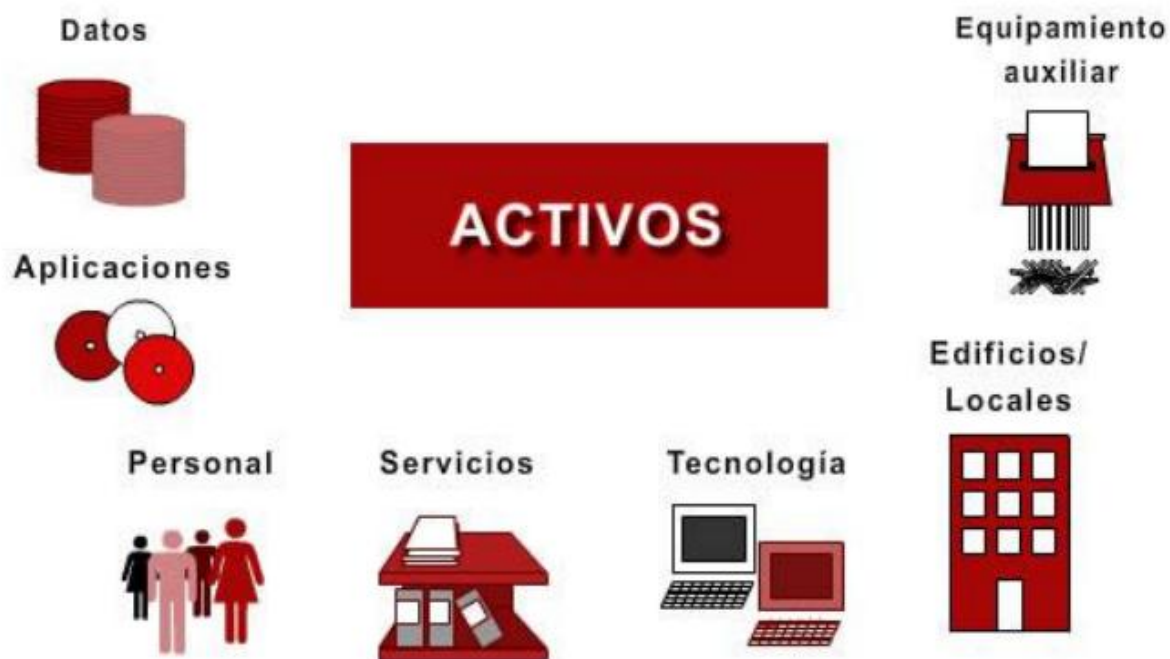 Datos
Equipamiento
auxiliar
ACTIVOS
Aplicaciones
Edificios/
Locales
Personal
Servicios
Tecnología